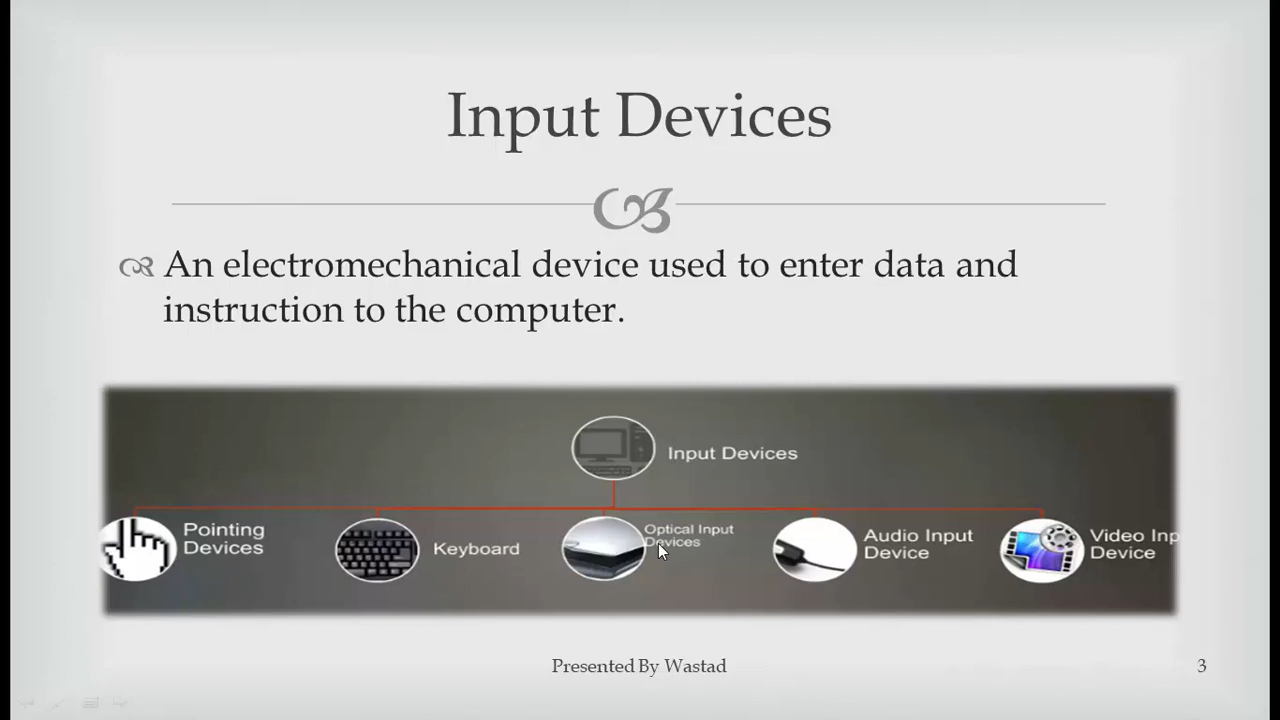 Input Devices
An electromechanical device used to enter data and
instruction to the computer.
Input Devices
Pointing
Devices
Keyboard
Optical Input
Devices
Audio Input
Device
Video Inp
Device
Presented By Wastad
3